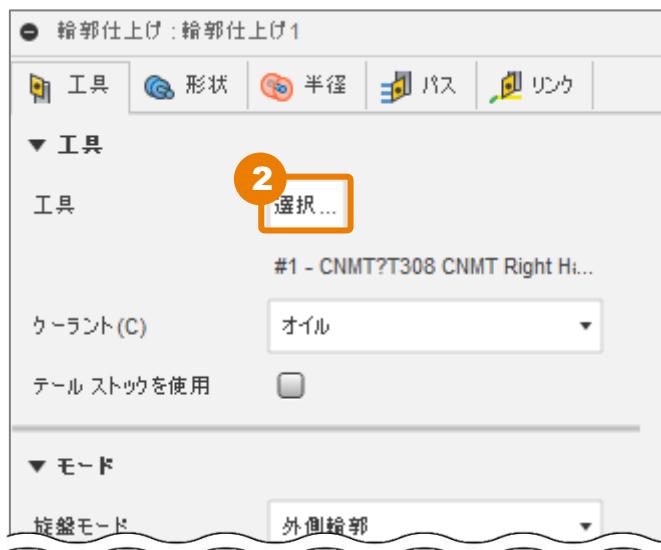 輪郭仕上げ : 輪郭仕上げ1
工具 形状 半径 パス リンク
▼ 工具
2
工具 選択...
#1 - CNMT?T308 CNMT Right Ha...
クーラント(C) オイル
テール ストックを使用
▼ モード
旋盤モード 外側輪郭